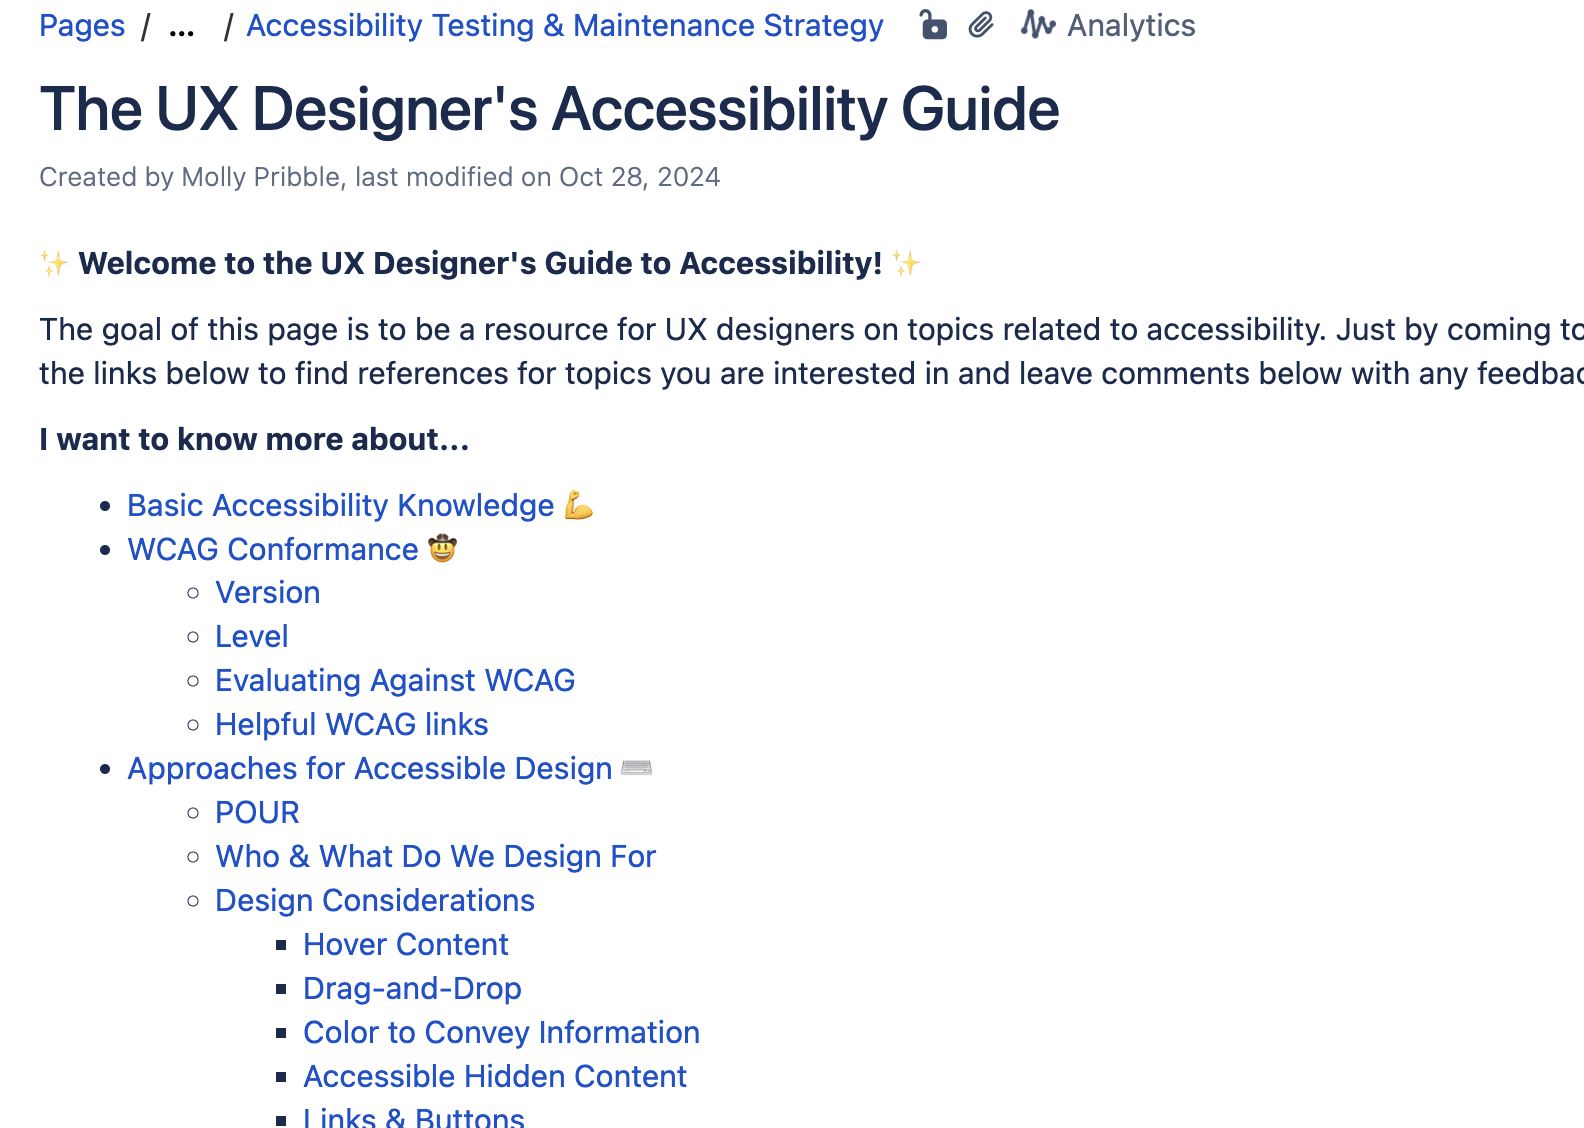 Pages / ... / Accessibility Testing & Maintenance Strategy Analytics
The UX Designer's Accessibility Guide
Created by Molly Pribble, last modified on Oct 28, 2024
✨ Welcome to the UX Designer's Guide to Accessibility! ✨
The goal of this page is to be a resource for UX designers on topics related to accessibility. Just by coming to
the links below to find references for topics you are interested in and leave comments below with any
I want to know more about...
• Basic Accessibility Knowledge 💪
• WCAG Conformance 🤠
○ Version
○ Level
○ Evaluating Against WCAG
○ Helpful WCAG links
• Approaches for Accessible Design ⌨️
○ POUR
○ Who & What Do We Design For
○ Design Considerations
▪ Hover Content
▪ Drag-and-Drop
▪ Color to Convey Information
▪ Accessible Hidden Content
▪ Links & Buttons